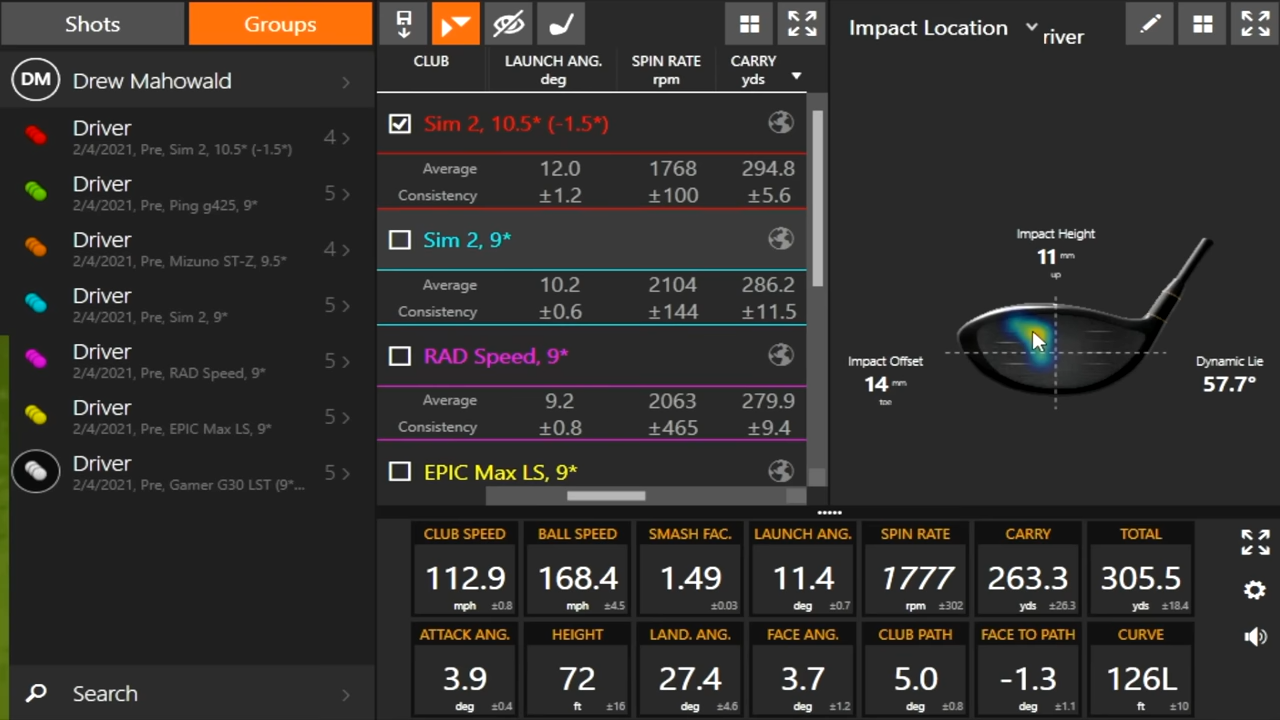 Shots
Groups
DM
Drew Mahowald
Driver
2/4/2021, Pre, Sim 2, 10.5* (-1.5*)
4
Driver
2/4/2021, Pre, Ping g425, 9*
5
Driver
2/4/2021, Pre, Mizuno ST-Z, 9.5*
4
Driver
2/4/2021, Pre, Sim 2, 9*
5
Driver
2/4/2021, Pre, RAD Speed, 9*
5
Driver
2/4/2021, Pre, EPIC Max LS, 9*
5
Driver
2/4/2021, Pre, Gamer G30 LST (9*...
5
Search
CLUB LAUNCH ANG. SPIN RATE CARRY
deg rpm yds
Sim 2, 10.5* (-1.5*)
Average 12.0 1768 294.8
Consistency ±1.2 ±100 ±5.6
Sim 2, 9*
Average 10.2 2104 286.2
Consistency ±0.6 ±144 ±11.5
RAD Speed, 9*
Average 9.2 2063 279.9
Consistency ±0.8 ±465 ±9.4
EPIC Max LS, 9*
Impact Location
river
Impact Height
11 mm
up
Impact Offset
14 mm
toe
Dynamic Lie
57.7°
CLUB SPEED BALL SPEED SMASH FAC. LAUNCH ANG. SPIN RATE CARRY TOTAL
112.9 168.4 1.49 11.4 1777 263.3 305.5
mph ±0.8 mph ±4.5 ±0.03 deg ±0.7 rpm ±302 yds ±26.3 yds ±18.4
ATTACK ANG. HEIGHT LAND. ANG. FACE ANG. CLUB PATH FACE TO PATH CURVE
3.9 72 27.4 3.7 5.0 -1.3 126L
deg ±0.4 ft ±16 deg ±4.6 deg ±1.2 deg ±0.8 deg ±1.1 ft ±10